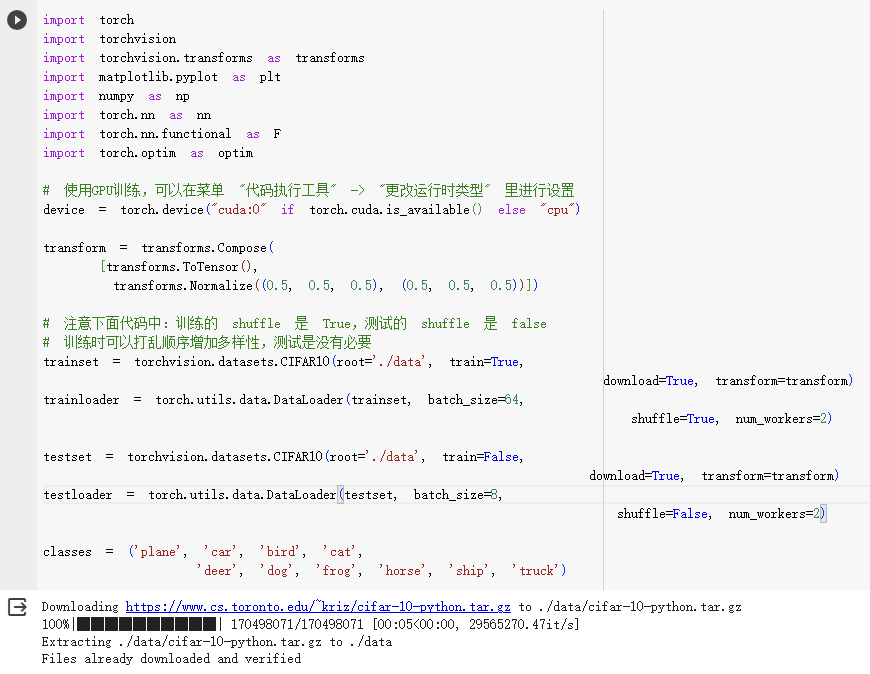 import torch
import torchvision
import torchvision.transforms as transforms
import matplotlib.pyplot as plt
import numpy as np
import torch.nn as nn
import torch.nn.functional as F
import torch.optim as optim
# 使用GPU训练，可以在菜单 "代码执行工具" -> "更改运行时类型" 里进行设置
device = torch.device("cuda:0" if torch.cuda.is_available() else "cpu")
transform = transforms.Compose(
[transforms.ToTensor(),
transforms.Normalize((0.5, 0.5, 0.5), (0.5, 0.5, 0.5))])
# 注意下面代码中：训练的 shuffle 是 True，测试的 shuffle 是 false
# 训练时可以打乱顺序增加多样性，测试是没有必要
trainset = torchvision.datasets.CIFAR10(root='./data', train=True,
download=True, transform=transform)
trainloader = torch.utils.data.DataLoader(trainset, batch_size=64,
shuffle=True, num_workers=2)
testset = torchvision.datasets.CIFAR10(root='./data', train=False,
download=True, transform=transform)
testloader = torch.utils.data.DataLoader(testset, batch_size=8,
shuffle=False, num_workers=2)
classes = ('plane', 'car', 'bird', 'cat',
'deer', 'dog', 'frog', 'horse', 'ship', 'truck')
Downloading https://www.cs.toronto.edu/~kriz/cifar-10-python.tar.gz to ./data/cifar-10-python.tar.gz
100%|██████████| 170498071/170498071 [00:05<00:00, 29565270.47it/s]
Extracting ./data/cifar-10-python.tar.gz to ./data
Files already downloaded and verified